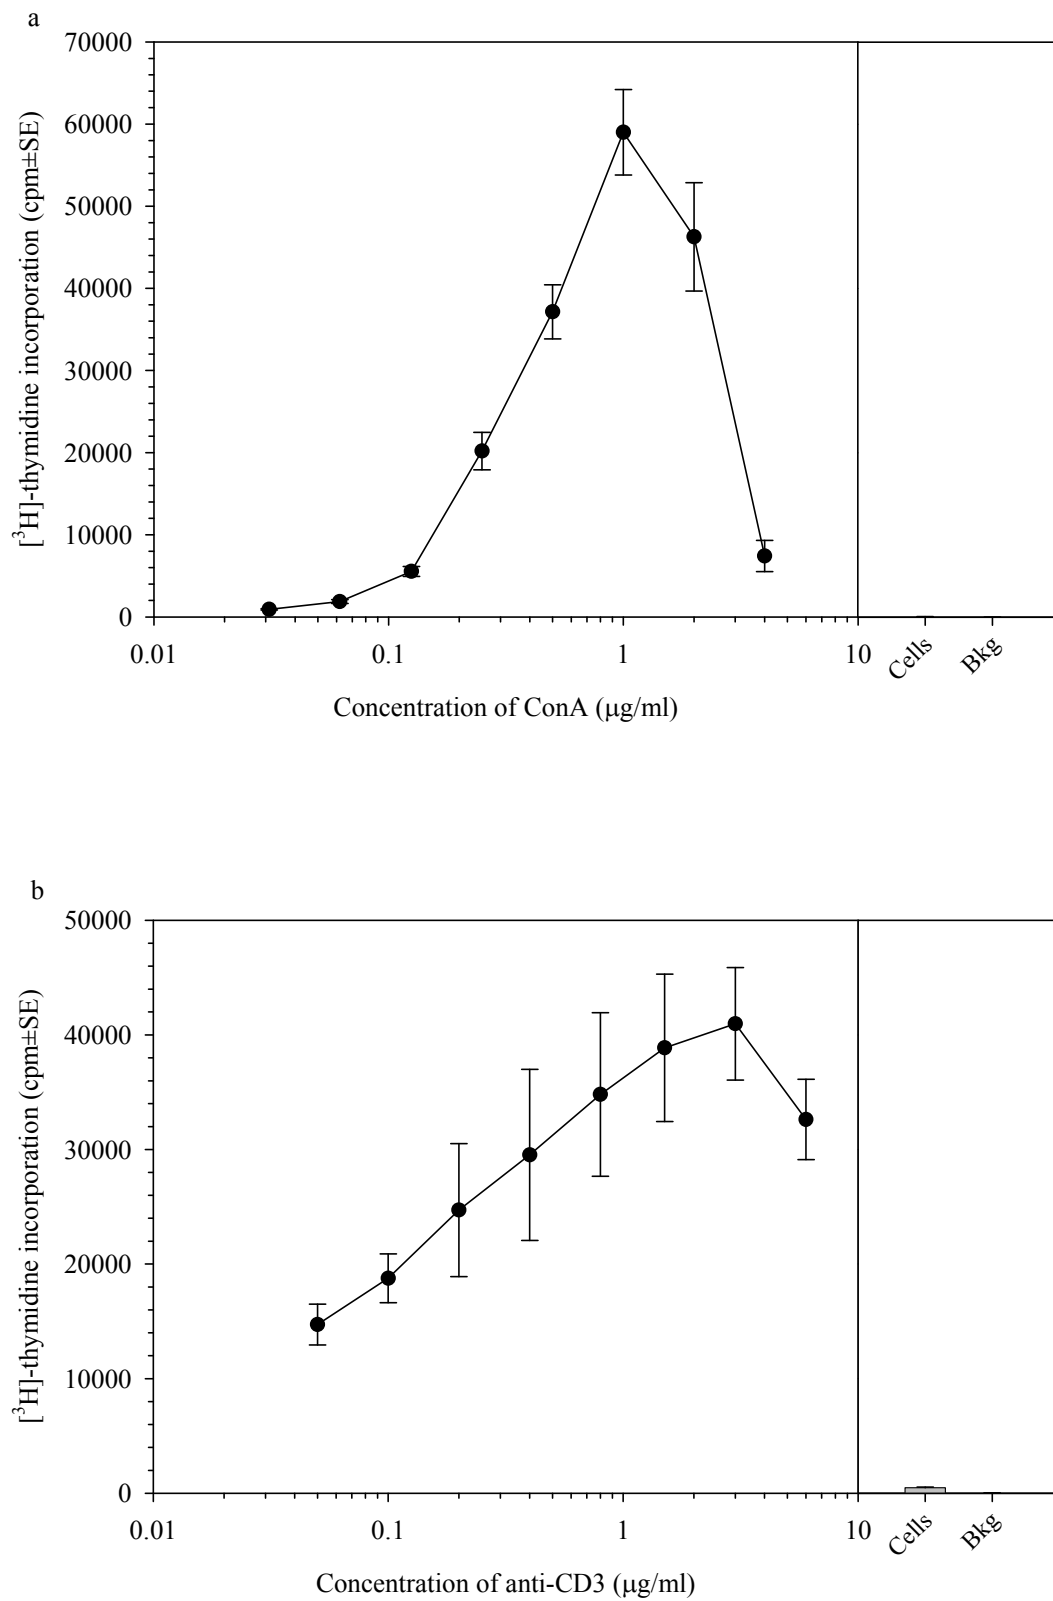 a
[³H]-thymidine incorporation (cpm±SE)
70000
60000
50000
40000
30000
20000
10000
0
0.01
0.1
1
10
Cells
Bkg
Concentration of ConA (μg/ml)
b
[³H]-thymidine incorporation (cpm±SE)
50000
40000
30000
20000
10000
0
0.01
0.1
1
10
Cells
Bkg
Concentration of anti-CD3 (μg/ml)